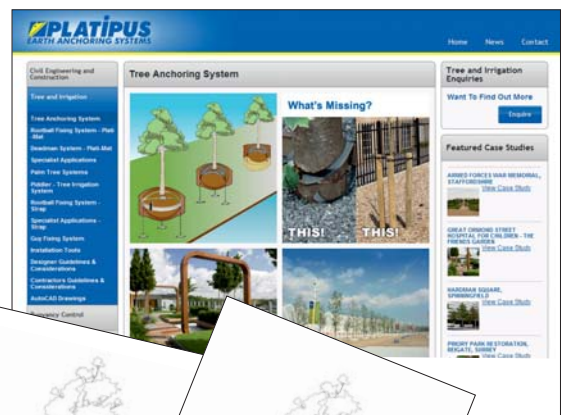 PLATİPUS
EARTH ANCHORING SYSTEMS
Home News Contact
Civil Engineering and
Construction
Tree and Irrigation
Tree Anchoring System
Rootball Fixing System - Plati
-Mat
Deadman System - Plati-Mat
Specialist Applications
Palm Tree Systems
Piddler - Tree Irrigation
System
Rootball Fixing System -
Strap
Specialist Applications -
Strap
Guy Fixing System
Installation Tools
Designer Guidelines &
Considerations
Contractors Guidelines &
Considerations
AutoCAD Drawings
Buoyancy Control
Tree Anchoring System
What's Missing?
THIS!
THIS!
Tree and Irrigation
Enquiries
Want To Find Out More
Enquire
Featured Case Studies
ARMED FORCES WAR MEMORIAL,
STAFFORDSHIRE
View Case Study
GREAT ORMOND STREET
HOSPITAL FOR CHILDREN - THE
FRIENDS GARDEN
View Case Study
HARDMAN SQUARE,
SPINNINGFIELD
View Case Study
PRIORY PARK RESTORATION,
REIGATE, SURREY
View Case Study